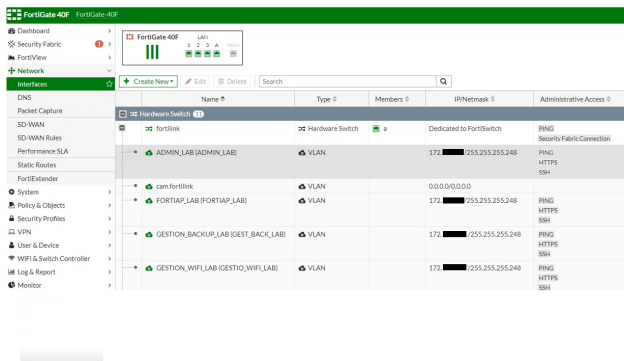 FortiGate 40F FortiGate-40F
Dashboard
Security Fabric 1
FortiView
Network
Interfaces
DNS
Packet Capture
SD-WAN
SD-WAN Rules
Performance SLA
Static Routes
FortiExtender
System
Policy & Objects
Security Profiles
VPN
User & Device
WiFi & Switch Controller
Log & Report
Monitor
FortiGate 40F LAN
1 2 3 A WAN
+ Create New Edit Delete Search
Name Type Members IP/Netmask Administrative Access
Hardware Switch 11
fortilink Hardware Switch a Dedicated to FortiSwitch PING
Security Fabric Connection
ADMIN_LAB (ADMIN_LAB) VLAN 172. /255.255.255.248 PING
HTTPS
SSH
cam.fortilink VLAN 0.0.0.0/0.0.0.0
FORTIAP_LAB (FORTIAP_LAB) VLAN 172. /255.255.255.248 PING
HTTPS
SSH
GESTION_BACKUP_LAB (GEST_BACK_LAB) VLAN 172. /255.255.255.248 PING
HTTPS
SSH
GESTION_WIFI_LAB (GESTIO_WIFI_LAB) VLAN 172. /255.255.255.248 PING
HTTPS
SSH